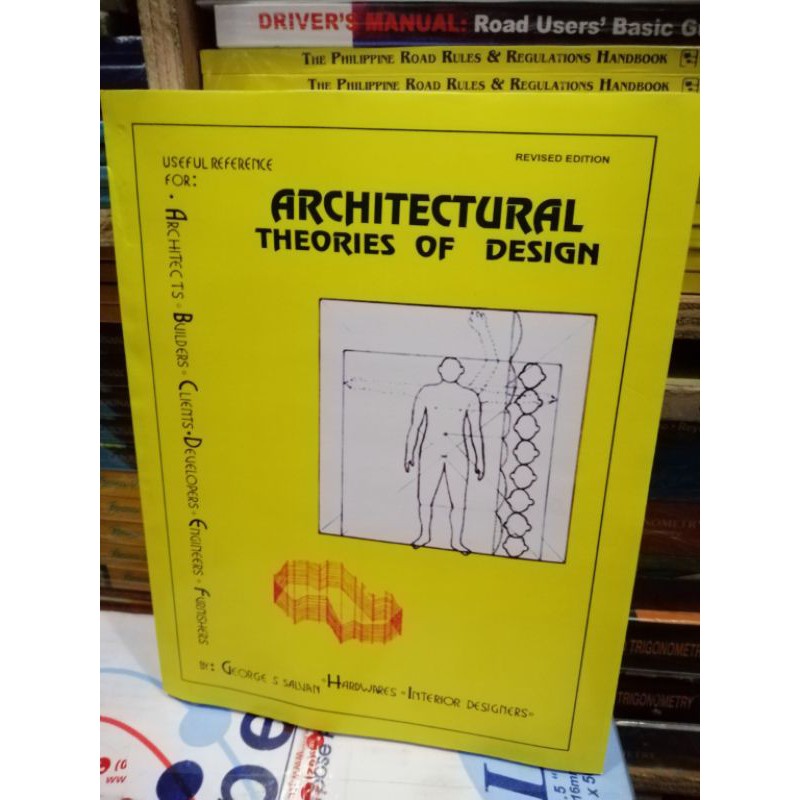 DRIVER'S MANUAL: Road Users' Basic G
THE PHILIPPINE ROAD RULES & REGULATIONS HANDBOOK
THE PHILIPPINE ROAD RULES & REGULATIONS HANDBOOK
USEFUL REFERENCE
FOR:
REVISED EDITION
ARCHITECTURAL
THEORIES OF DESIGN
• ARCHITECTS • BUILDERS • CLIENTS • DEVELOPERS • ENGINEERS • FURNISHERS
BY: GEORGE S SALVAN • HARDWARES • INTERIOR DESIGNERS •
TRIGONOMETRY
TRIGONOMETRY